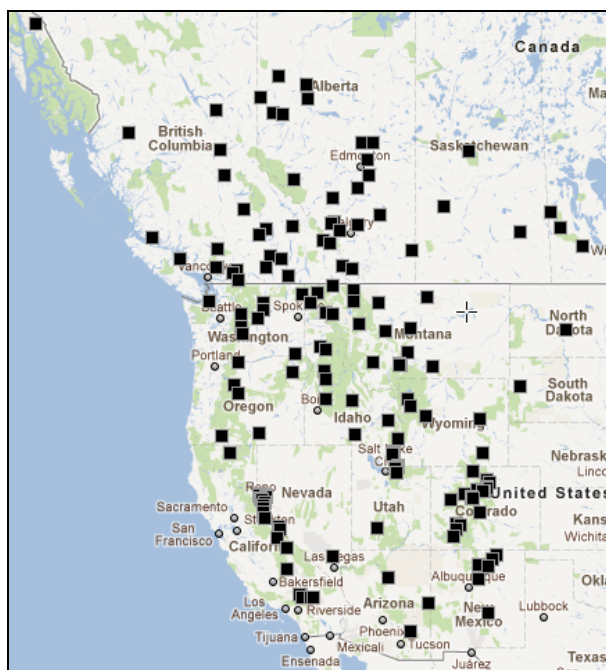 Canada
Alberta
British
Columbia
Edmonton
Saskatchewan
Calgary
Vancouver
Seattle
Spokane
Washington
Montana
North
Dakota
Portland
South
Dakota
Oregon
Idaho
Wyoming
Salt Lake
Nebraska
Lincoln
Reno
Nevada
United States
Sacramento
Utah
Colorado
Kansas
San
Francisco
Wichita
California
Las Vegas
Bakersfield
Albuquerque
Los
Angeles
Riverside
Arizona
New
Mexico
Lubbock
Phoenix
Tijuana
Mexicali
Tucson
Ensenada
Juárez
Texas